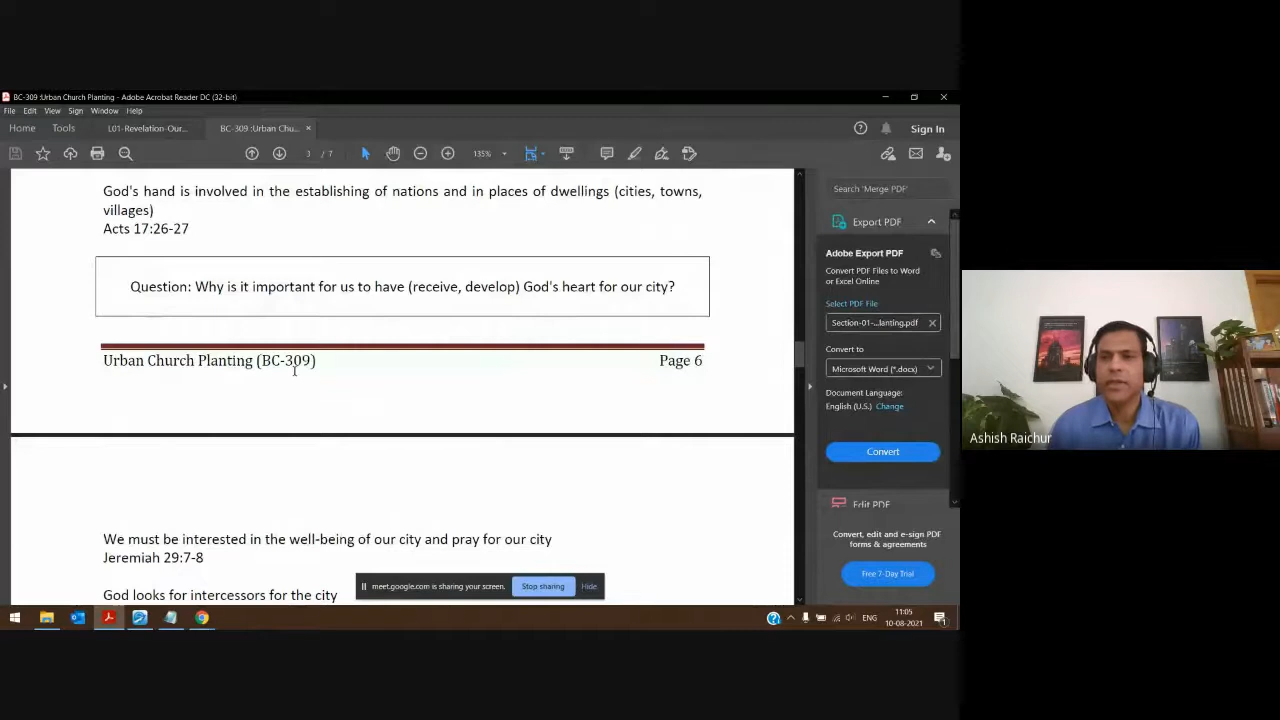 BC-309 :Urban Church Planting - Adobe Acrobat Reader DC (32-bit)
File Edit View Sign Window Help
Home Tools L01-Revelation-Our... BC-309 :Urban Chu... × Sign In
3 / 7 135%
God's hand is involved in the establishing of nations and in places of dwellings (cities, towns,
villages)
Acts 17:26-27
Question: Why is it important for us to have (receive, develop) God's heart for our city?
Urban Church Planting (BC-309) Page 6
We must be interested in the well-being of our city and pray for our city
Jeremiah 29:7-8
God looks for intercessors for the city
meet.google.com is sharing your screen. Stop sharing Hide
Search 'Merge PDF'
Export PDF
Adobe Export PDF
Convert PDF Files to Word
or Excel Online
Select PDF File
Section-01-...lanting.pdf
Convert to
Microsoft Word (*.docx)
Document Language:
English (U.S.) Change
Convert
Edit PDF
Convert, edit and e-sign PDF
forms & agreements
Free 7-Day Trial
Ashish Raichur
ENG
11:05
10-08-2021